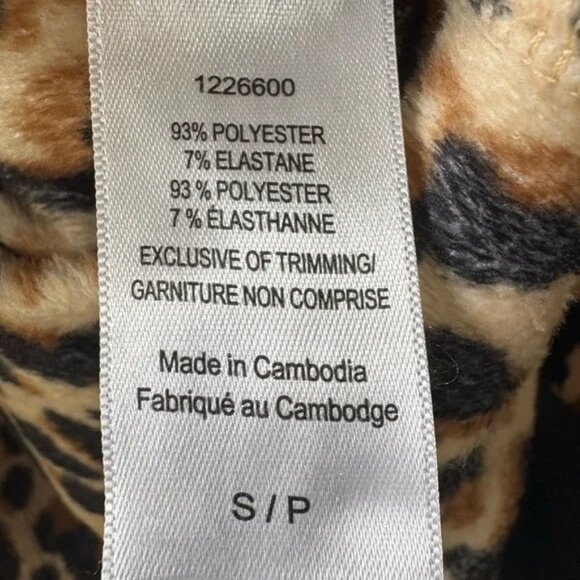 1226600
93% POLYESTER
7% ELASTANE
93 % POLYESTER
7 % ÉLASTHANNE
EXCLUSIVE OF TRIMMING/
GARNITURE NON COMPRISE
Made in Cambodia
Fabriqué au Cambodge
S / P